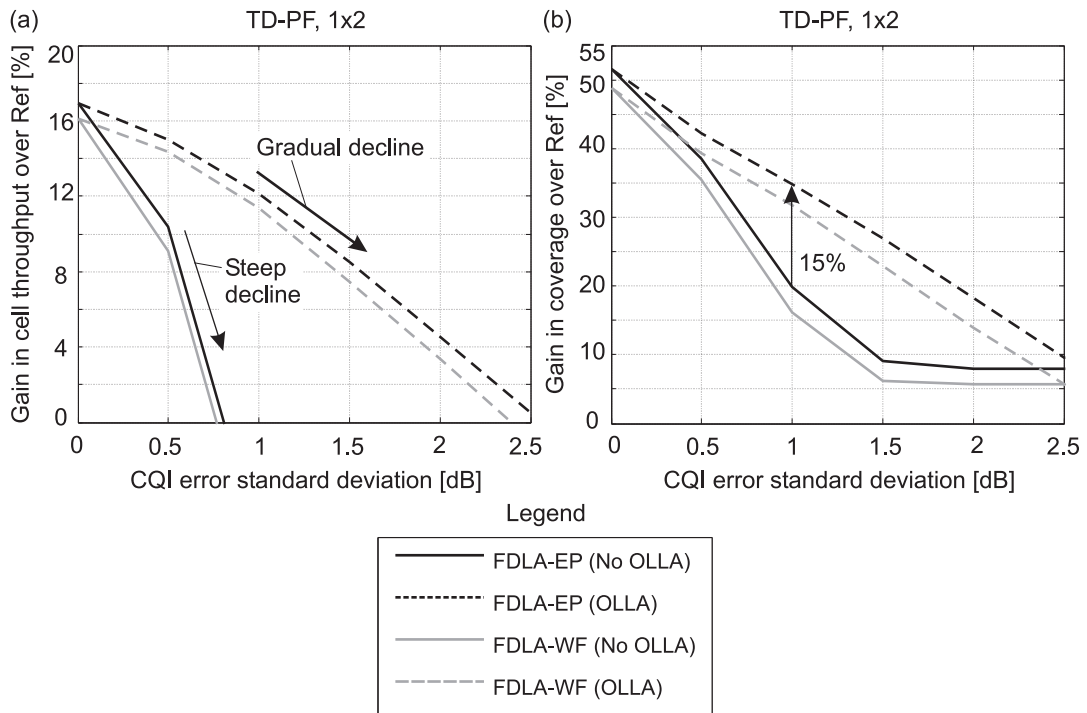 (a)
TD-PF, 1x2
Gain in cell throughput over Ref [%]
20
16
12
8
4
0
Gradual decline
Steep
decline
0 0.5 1 1.5 2 2.5
CQI error standard deviation [dB]
(b)
TD-PF, 1x2
Gain in coverage over Ref [%]
55
50
40
30
20
10
0
15%
0 0.5 1 1.5 2 2.5
CQI error standard deviation [dB]
Legend
FDLA-EP (No OLLA)
FDLA-EP (OLLA)
FDLA-WF (No OLLA)
FDLA-WF (OLLA)